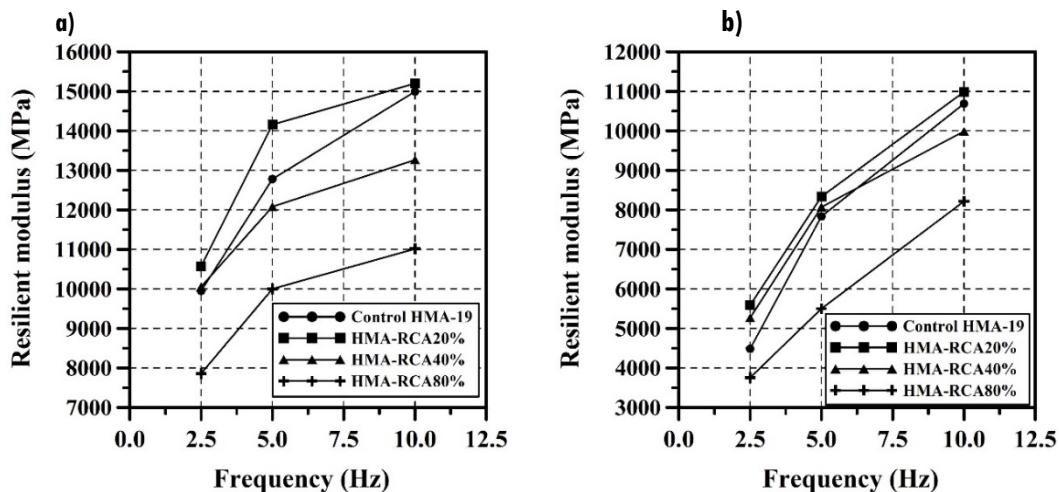 a)
Resilient modulus (MPa)
16000
15000
14000
13000
12000
11000
10000
9000
8000
7000
0.0 2.5 5.0 7.5 10.0 12.5
Frequency (Hz)
Control HMA-19
HMA-RCA20%
HMA-RCA40%
HMA-RCA80%
b)
Resilient modulus (MPa)
12000
11000
10000
9000
8000
7000
6000
5000
4000
3000
0.0 2.5 5.0 7.5 10.0 12.5
Frequency (Hz)
Control HMA-19
HMA-RCA20%
HMA-RCA40%
HMA-RCA80%